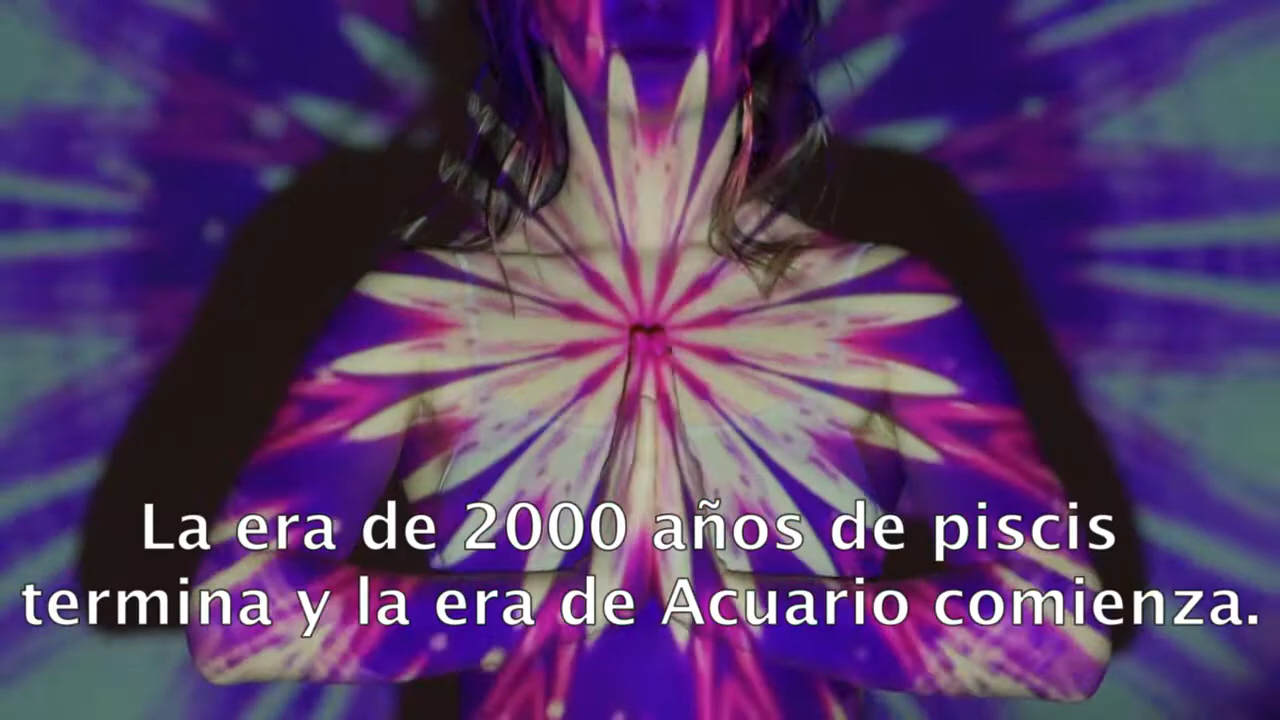 La era de 2000 años de piscis
termina y la era de Acuario comienza.